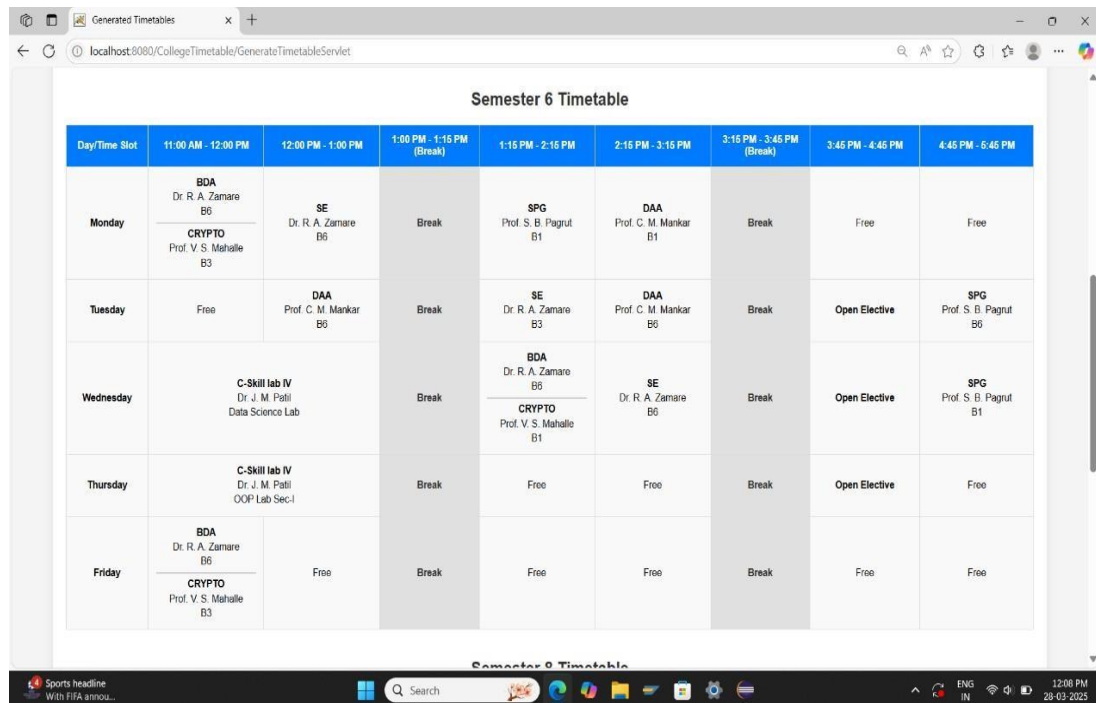 Generated Timetables
localhost:8080/CollegeTimetable/GenerateTimetableServlet
Semester 6 Timetable
Day/Time Slot
11:00 AM - 12:00 PM
12:00 PM - 1:00 PM
1:00 PM - 1:15 PM
(Break)
1:15 PM - 2:15 PM
2:15 PM - 3:15 PM
3:15 PM - 3:45 PM
(Break)
3:45 PM - 4:45 PM
4:45 PM - 5:45 PM
Monday
BDA
Dr. R. A. Zamare
B6
CRYPTO
Prof. V. S. Mahalle
B3
SE
Dr. R. A. Zamare
B6
Break
SPG
Prof. S. B. Pagrut
B1
DAA
Prof. C. M. Mankar
B1
Break
Free
Free
Tuesday
Free
DAA
Prof. C. M. Mankar
B6
Break
SE
Dr. R. A. Zamare
B3
DAA
Prof. C. M. Mankar
B6
Break
Open Elective
SPG
Prof. S. B. Pagrut
B6
Wednesday
C-Skill lab IV
Dr. J. M. Patil
Data Science Lab
Break
BDA
Dr. R. A. Zamare
B6
CRYPTO
Prof. V. S. Mahalle
B1
SE
Dr. R. A. Zamare
B6
Break
Open Elective
SPG
Prof. S. B. Pagrut
B1
Thursday
C-Skill lab IV
Dr. J. M. Patil
OOP Lab Sec-I
Break
Free
Free
Break
Open Elective
Free
Friday
BDA
Dr. R. A. Zamare
B6
CRYPTO
Prof. V. S. Mahalle
B3
Free
Break
Free
Free
Break
Free
Free
Semester 8 Timetable
4
Sports headline
With FIFA annou...
Search
ENG
IN
12:08 PM
28-03-2025